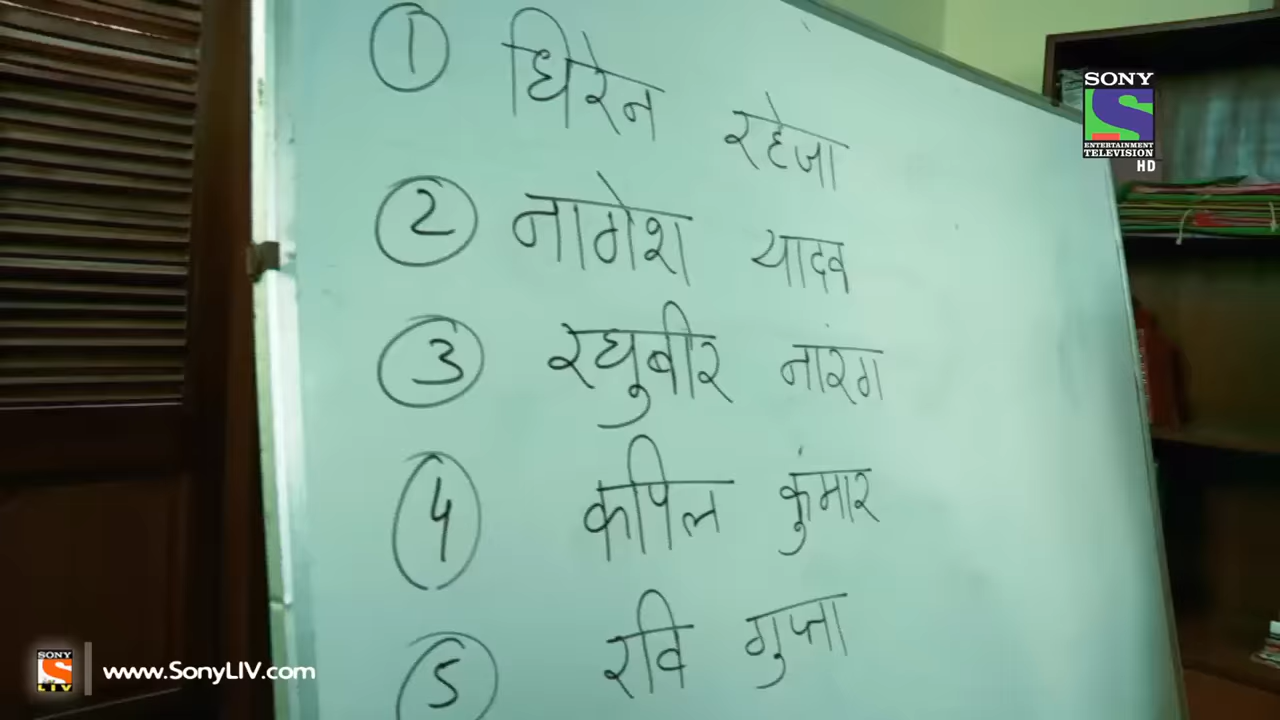 1 धिरेन रहेजा
SONY
ENTERTAINMENT
TELEVISION
HD
2 नागेश यादव
3 रघुबीर नारंग
4 कपिल कुंमार
5 रवि गुप्ता
SONY
LIV
www.SonyLIV.com